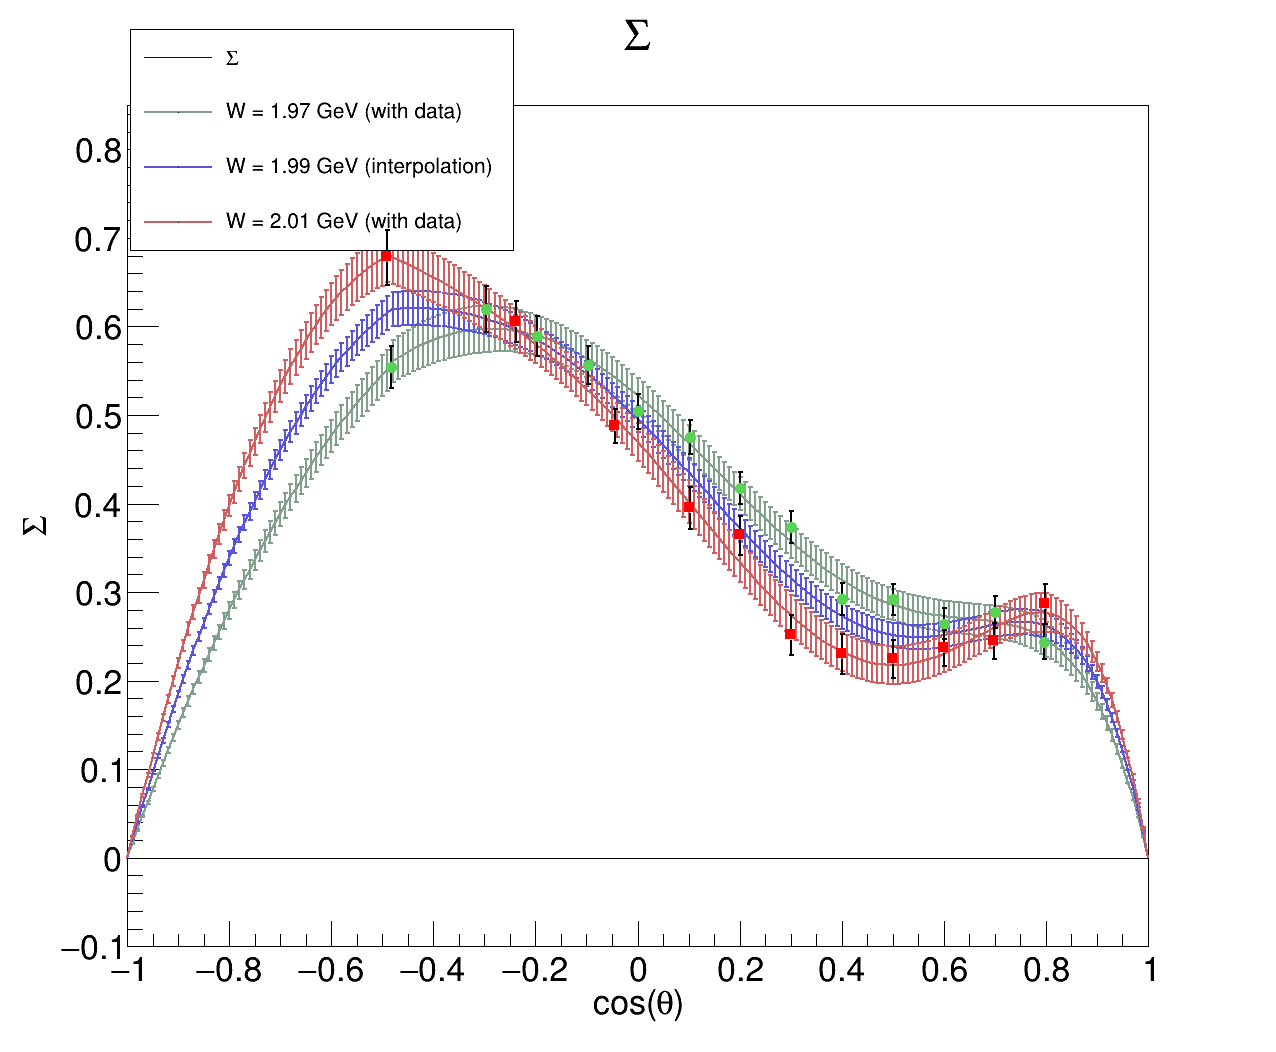 Σ
Σ
W = 1.97 GeV (with data)
W = 1.99 GeV (interpolation)
W = 2.01 GeV (with data)
0.8
0.7
0.6
0.5
0.4
0.3
0.2
0.1
0
−0.1
Σ
−1 −0.8 −0.6 −0.4 −0.2 0 0.2 0.4 0.6 0.8 1
cos(θ)